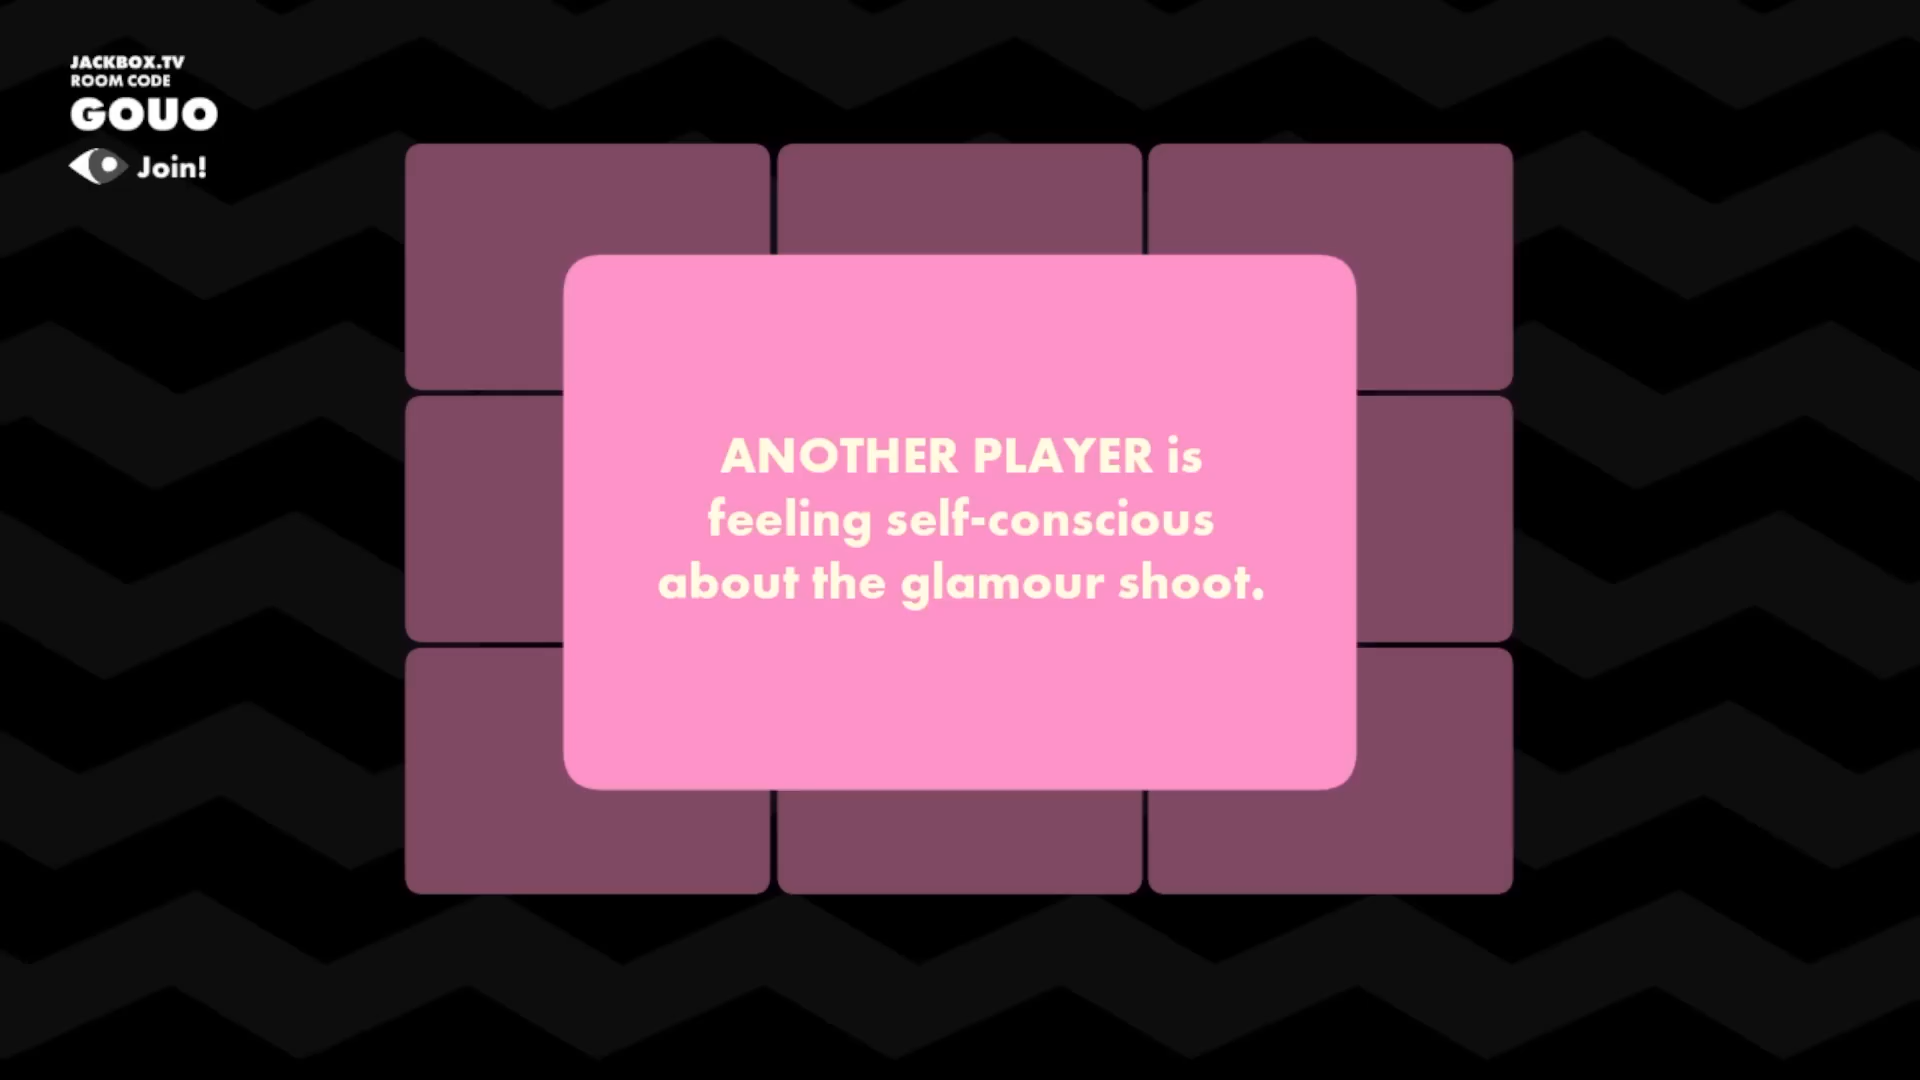 JACKBOX.TV
ROOM CODE
GOUO
Join!
ANOTHER PLAYER is
feeling self-conscious
about the glamour shoot.